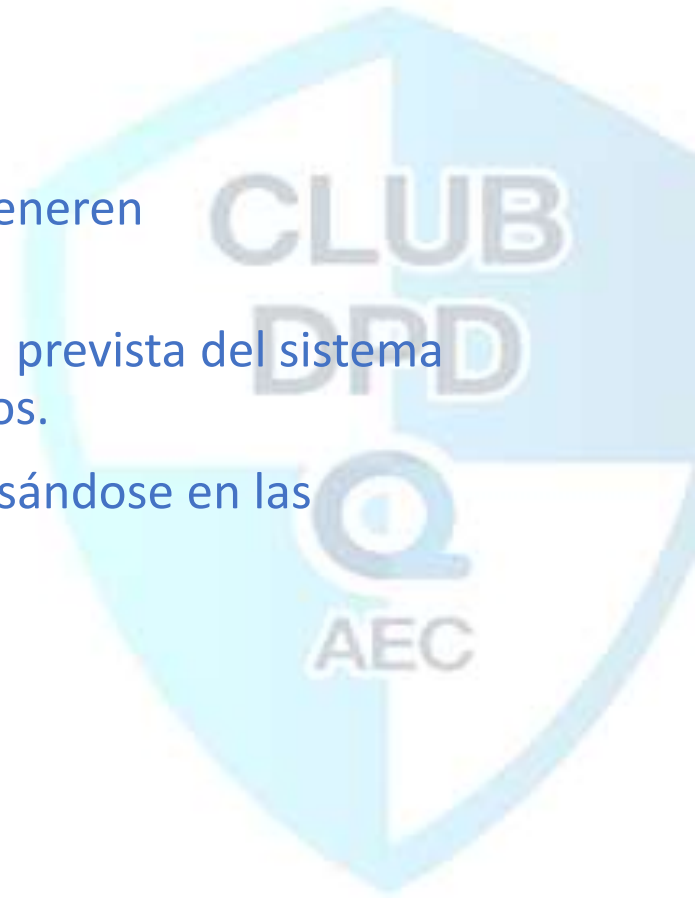 eneren
CLUB
DPD
prevista del sistema
os.
sándose en las
Q
AEC